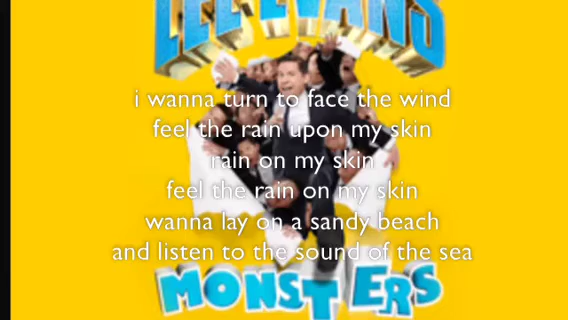 LEE EVANS
i wanna turn to face the wind
feel the rain upon my skin
rain on my skin
feel the rain on my skin
wanna lay on a sandy beach
and listen to the sound of the sea
MONSTERS